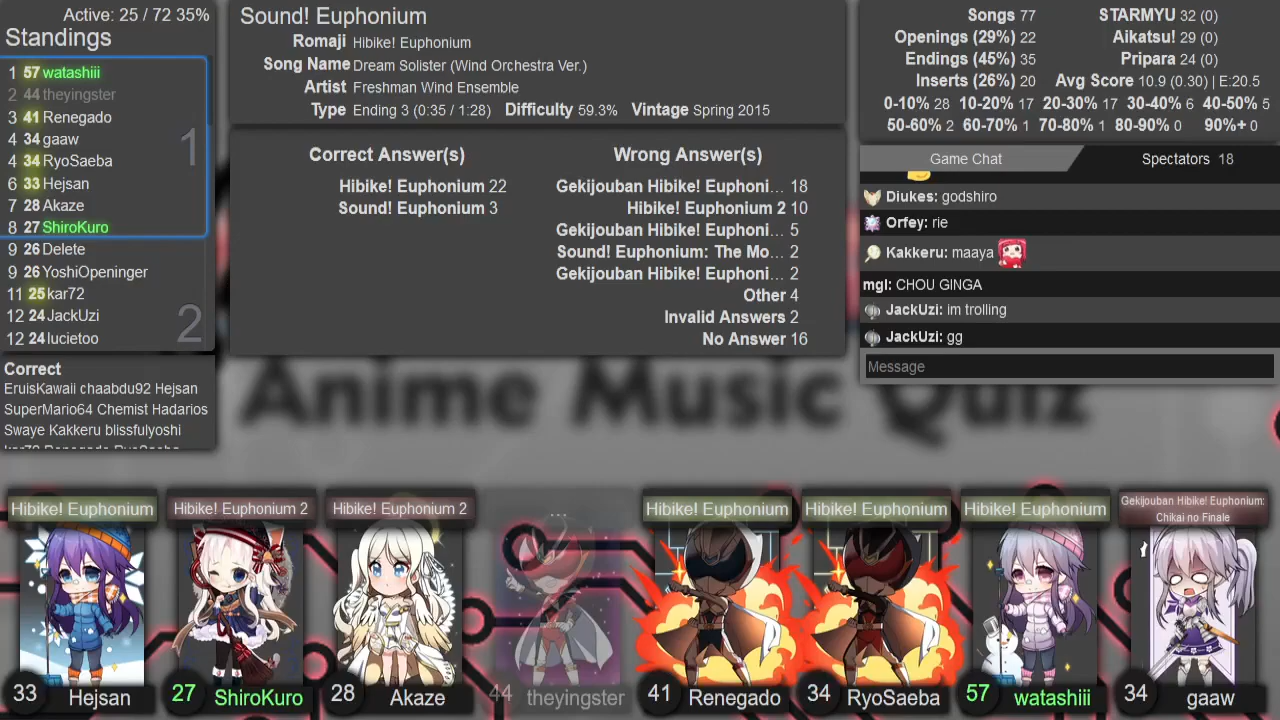 Active: 25 / 72 35%
Standings
1 57 watashiii
2 44 theyingster
3 41 Renegado
4 34 gaaw
4 34 RyoSaeba
6 33 Hejsan
7 28 Akaze
8 27 ShiroKuro
1
9 26 Delete
9 26 YoshiOpeninger
11 25 kar72
12 24 JackUzi
12 24 lucietoo
2
Correct
EruisKawaii chaabdu92 Hejsan
SuperMario64 Chemist Hadarios
Swaye Kakkeru blissfulyoshi
kar72 Renegado RyoSaeba
Sound! Euphonium
Romaji Hibike! Euphonium
Song Name Dream Solister (Wind Orchestra Ver.)
Artist Freshman Wind Ensemble
Type Ending 3 (0:35 / 1:28) Difficulty 59.3% Vintage Spring 2015
Correct Answer(s)
Hibike! Euphonium 22
Sound! Euphonium 3
Wrong Answer(s)
Gekijouban Hibike! Euphoni... 18
Hibike! Euphonium 2 10
Gekijouban Hibike! Euphoni... 5
Sound! Euphonium: The Mo... 2
Gekijouban Hibike! Euphoni... 2
Other 4
Invalid Answers 2
No Answer 16
Songs 77
Openings (29%) 22
Endings (45%) 35
Inserts (26%) 20
STARMYU 32 (0)
Aikatsu! 29 (0)
Pripara 24 (0)
Avg Score 10.9 (0.30) | E:20.5
0-10% 28 10-20% 17 20-30% 17 30-40% 6 40-50% 5
50-60% 2 60-70% 1 70-80% 1 80-90% 0 90%+ 0
Game Chat
Spectators 18
Diukes: godshiro
Orfey: rie
Kakkeru: maaya
mgl: CHOU GINGA
JackUzi: im trolling
JackUzi: gg
Message
Anime Music Quiz
Hibike! Euphonium
Hibike! Euphonium 2
Hibike! Euphonium 2
Hibike! Euphonium
Hibike! Euphonium
Hibike! Euphonium
Gekijouban Hibike! Euphonium:
Chikai no Finale
33 Hejsan
27 ShiroKuro
28 Akaze
44 theyingster
41 Renegado
34 RyoSaeba
57 watashiii
34 gaaw